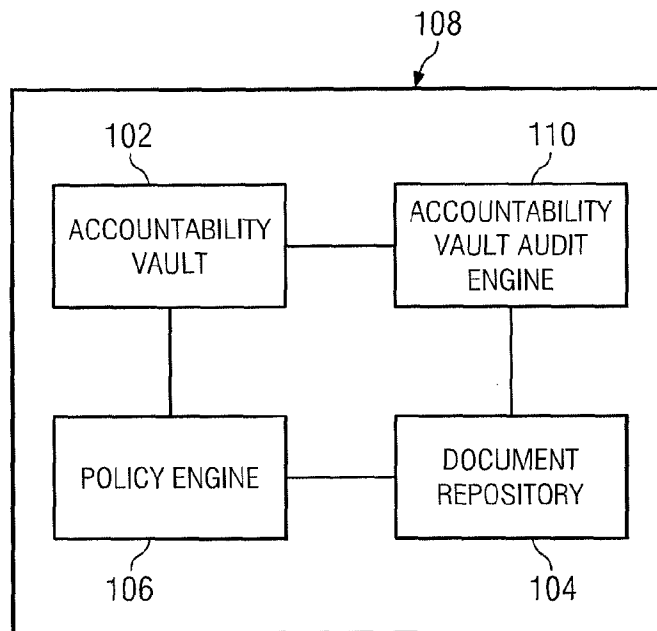 108
102
110
ACCOUNTABILITY
VAULT
ACCOUNTABILITY
VAULT AUDIT
ENGINE
POLICY ENGINE
DOCUMENT
REPOSITORY
106
104